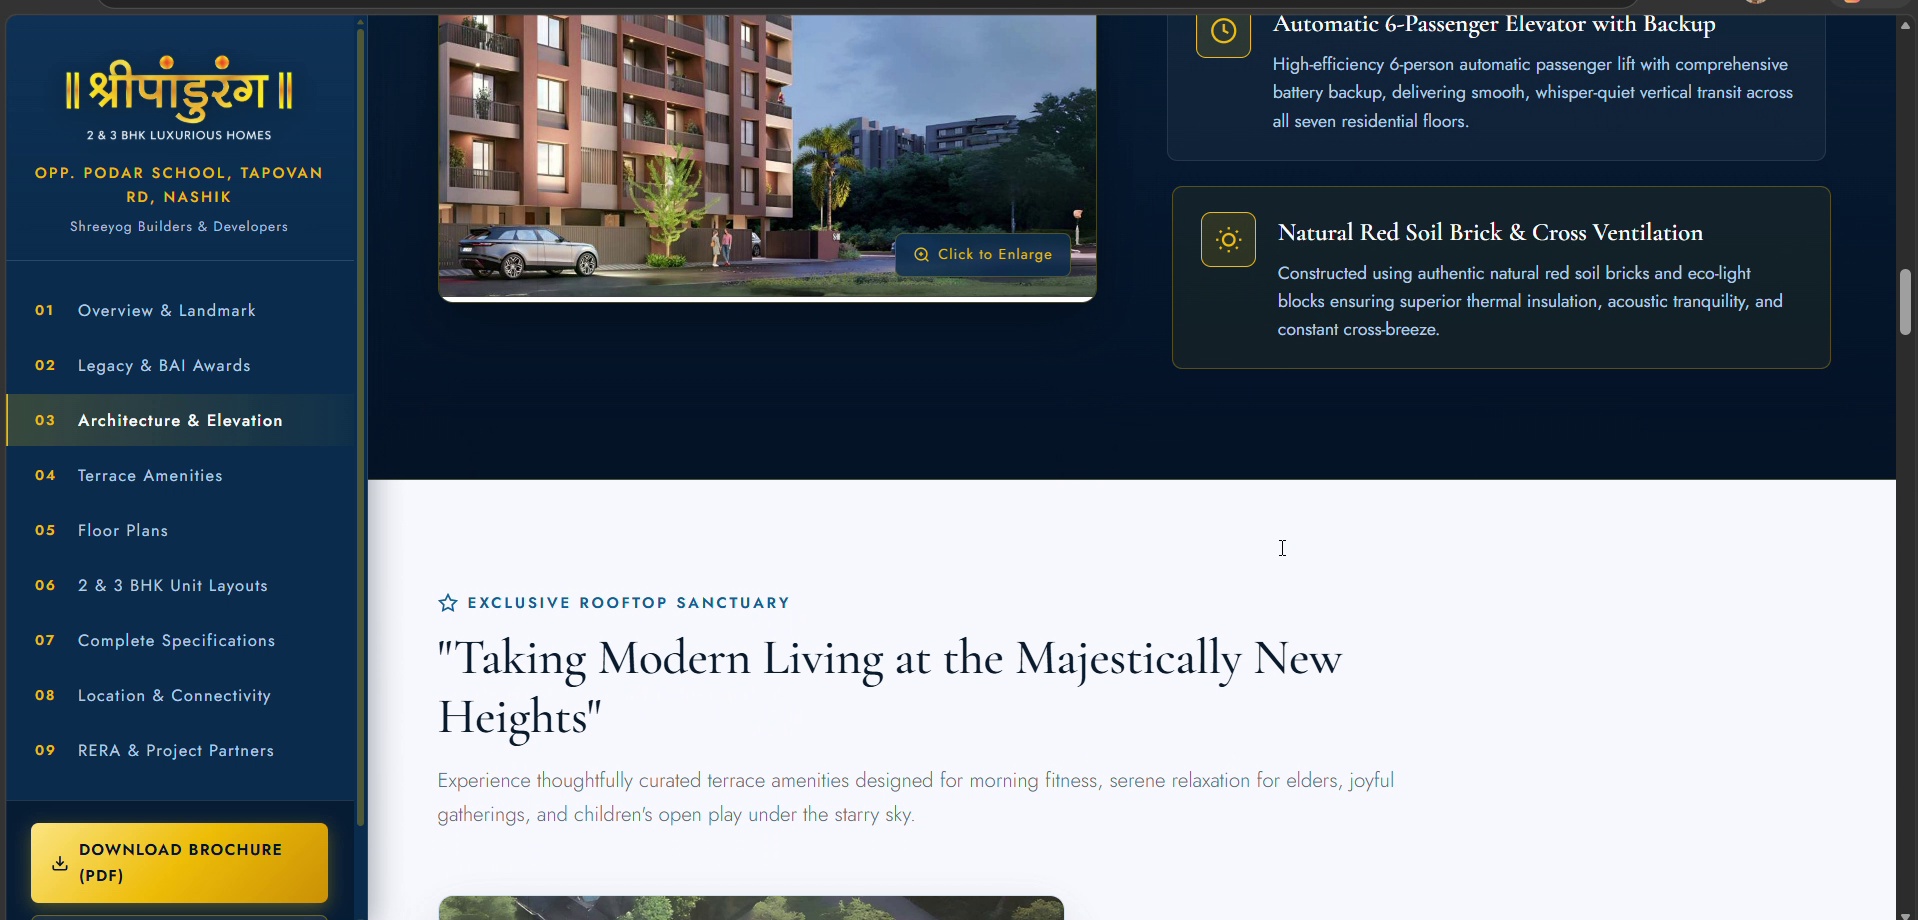 ॥ श्रीपांडुरंग ॥
2 & 3 BHK LUXURIOUS HOMES
OPP. PODAR SCHOOL, TAPOVAN
RD, NASHIK
Shreeyog Builders & Developers
01 Overview & Landmark
02 Legacy & BAI Awards
03 Architecture & Elevation
04 Terrace Amenities
05 Floor Plans
06 2 & 3 BHK Unit Layouts
07 Complete Specifications
08 Location & Connectivity
09 RERA & Project Partners
DOWNLOAD BROCHURE
(PDF)
Click to Enlarge
Automatic 6-Passenger Elevator with Backup
High-efficiency 6-person automatic passenger lift with comprehensive
battery backup, delivering smooth, whisper-quiet vertical transit across
all seven residential floors.
Natural Red Soil Brick & Cross Ventilation
Constructed using authentic natural red soil bricks and eco-light
blocks ensuring superior thermal insulation, acoustic tranquility, and
constant cross-breeze.
EXCLUSIVE ROOFTOP SANCTUARY
"Taking Modern Living at the Majestically New
Heights"
Experience thoughtfully curated terrace amenities designed for morning fitness, serene relaxation for elders, joyful
gatherings, and children's open play under the starry sky.